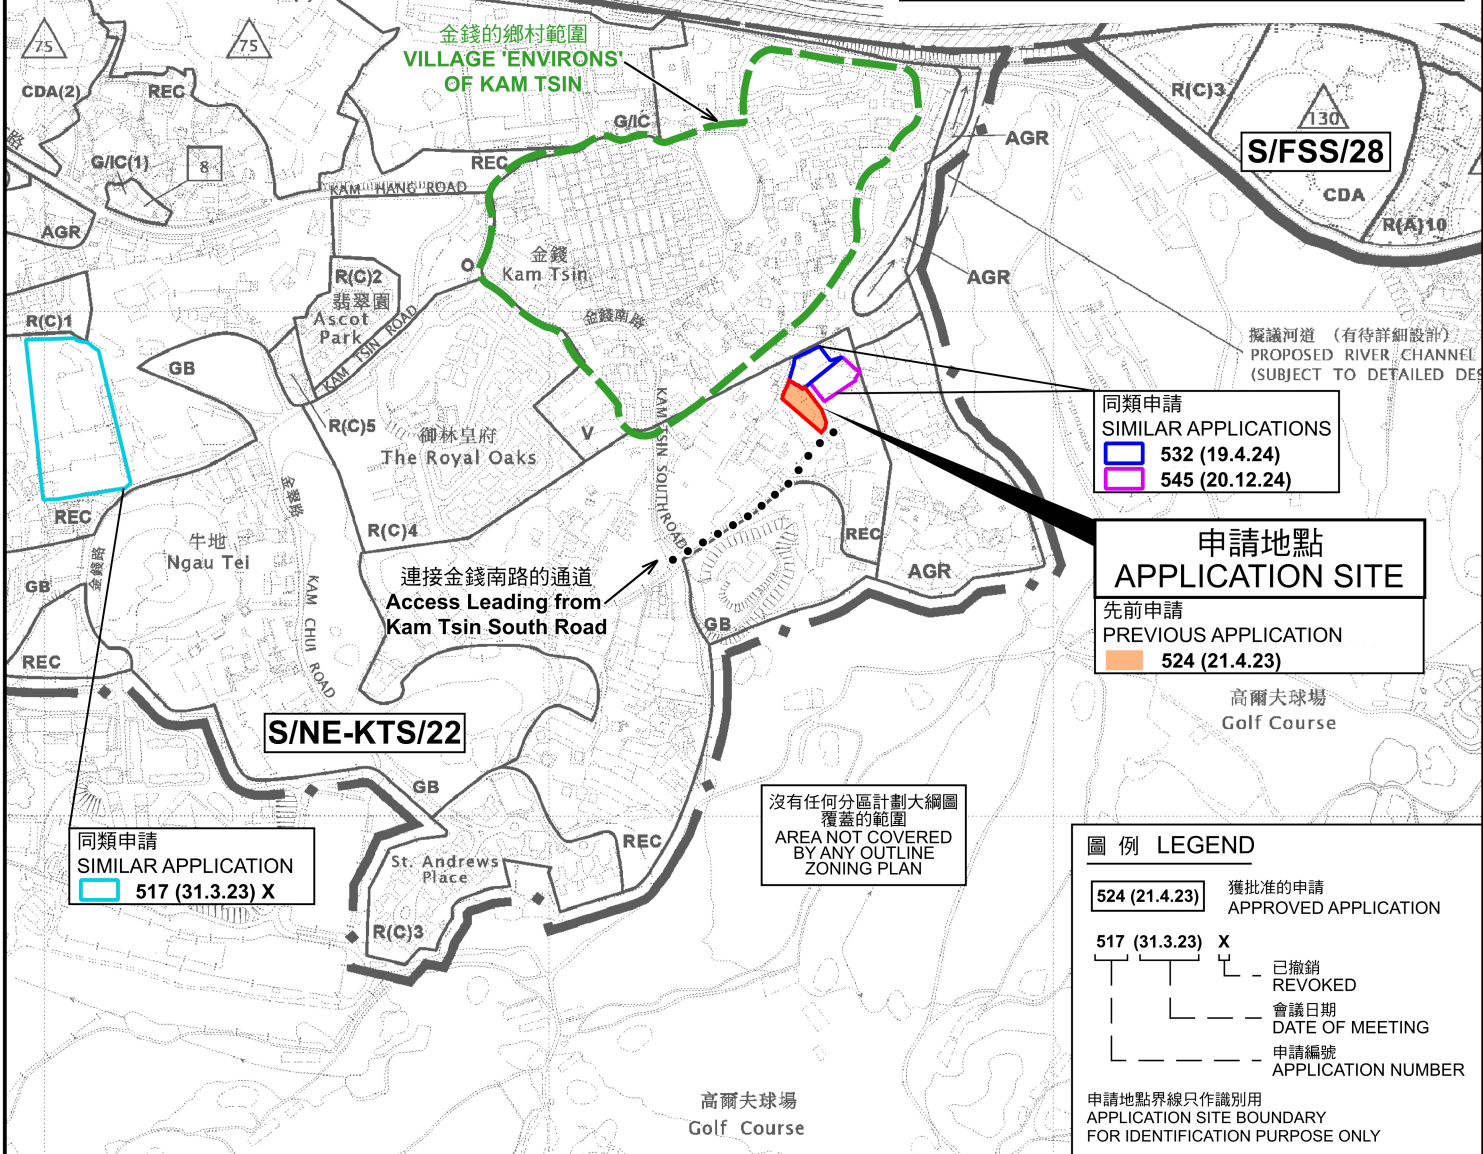 金錢的鄉村範圍
VILLAGE 'ENVIRONS'
OF KAM TSIN
75
75
CDA(2)
REC
G/IC
G/IC(1)
8
REC
KAM HANG ROAD
AGR
R(C)3
130
S/FSS/28
CDA
R(A)10
AGR
AGR
金錢
Kam Tsin
O
R(C)2
翡翠園
Ascot
Park
KAM TSIN ROAD
金錢南路
R(C)1
GB
擬議河道 （有待詳細設計）
PROPOSED RIVER CHANNEL
(SUBJECT TO DETAILED DES
同類申請
SIMILAR APPLICATIONS
532 (19.4.24)
545 (20.12.24)
R(C)5
御林皇府
The Royal Oaks
V
KAM TSIN SOUTH ROAD
REC
金翠路
R(C)4
牛地
Ngau Tei
REC
申請地點
APPLICATION SITE
先前申請
PREVIOUS APPLICATION
524 (21.4.23)
AGR
GB
金錢路
連接金錢南路的通道
Access Leading from
Kam Tsin South Road
KAM CHUI ROAD
GB
REC
高爾夫球場
Golf Course
S/NE-KTS/22
GB
沒有任何分區計劃大綱圖
覆蓋的範圍
AREA NOT COVERED
BY ANY OUTLINE
ZONING PLAN
同類申請
SIMILAR APPLICATION
517 (31.3.23) X
REC
St. Andrews
Place
R(C)3
圖 例 LEGEND
524 (21.4.23)
獲批准的申請
APPROVED APPLICATION
517 (31.3.23) X
已撤銷
REVOKED
會議日期
DATE OF MEETING
申請編號
APPLICATION NUMBER
申請地點界線只作識別用
APPLICATION SITE BOUNDARY
FOR IDENTIFICATION PURPOSE ONLY
高爾夫球場
Golf Course